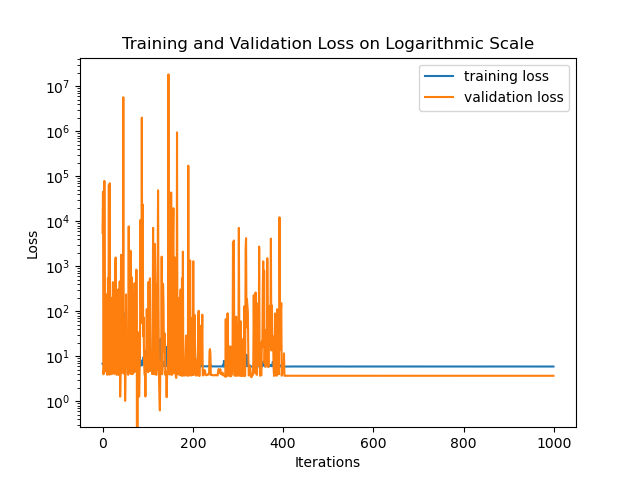 Training and Validation Loss on Logarithmic Scale
training loss
validation loss
Loss
10^7
10^6
10^5
10^4
10^3
10^2
10^1
10^0
0 200 400 600 800 1000
Iterations